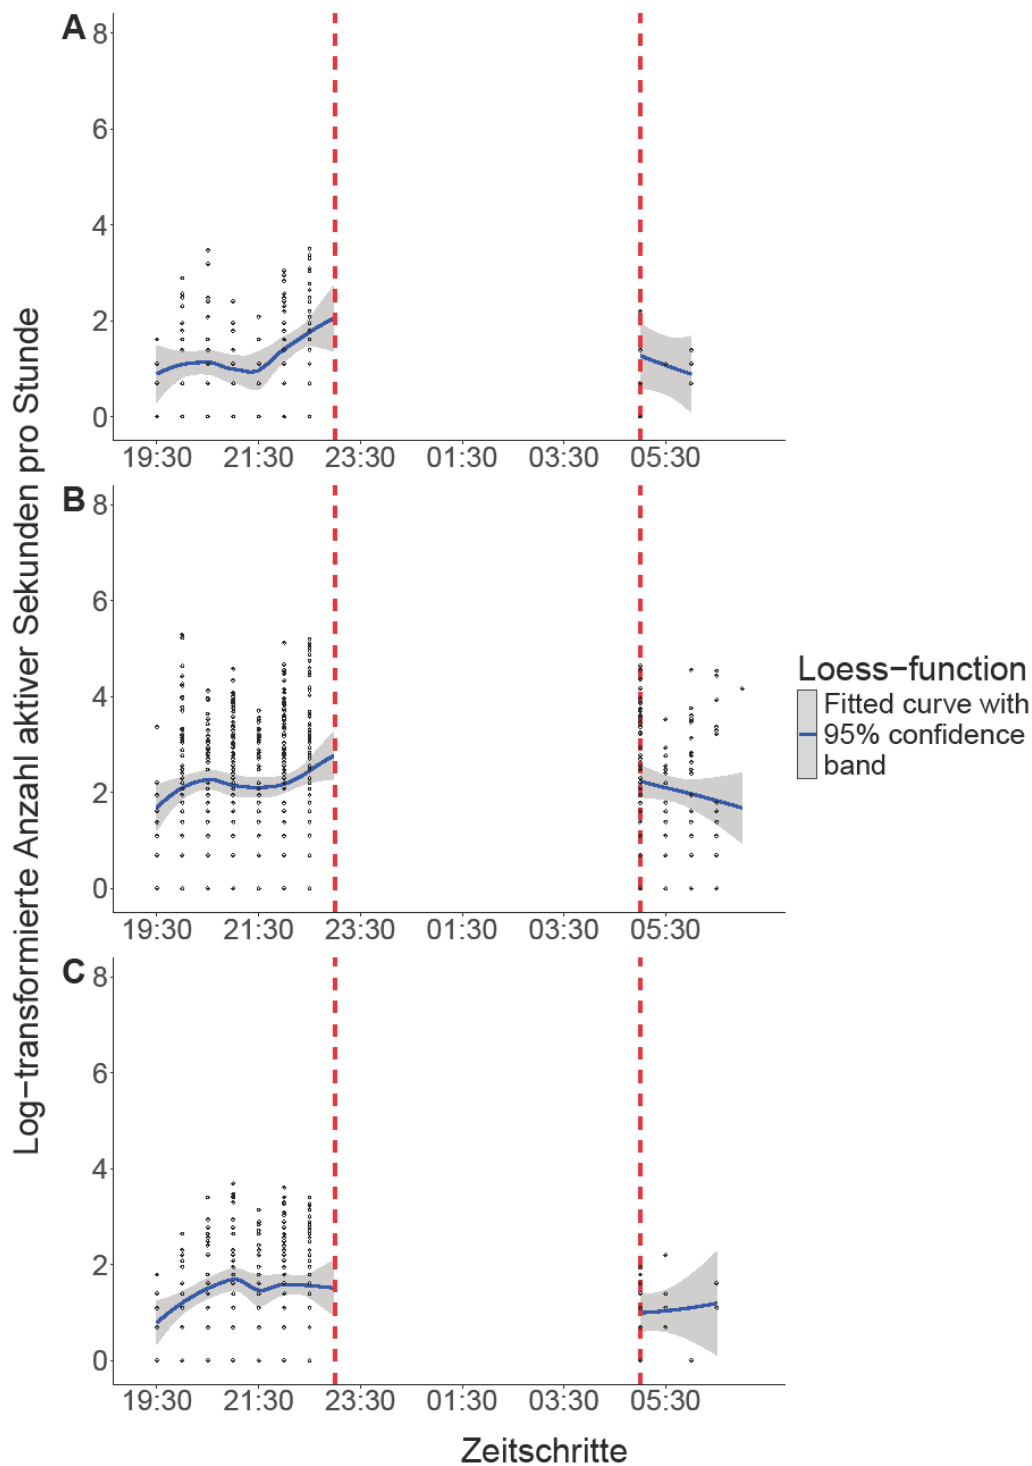 Log−transformierte Anzahl aktiver Sekunden pro Stunde
A
8
6
4
2
0
19:30 21:30 23:30 01:30 03:30 05:30
B
8
6
4
2
0
19:30 21:30 23:30 01:30 03:30 05:30
C
8
6
4
2
0
19:30 21:30 23:30 01:30 03:30 05:30
Zeitschritte
Loess−function
Fitted curve with
95% confidence
band